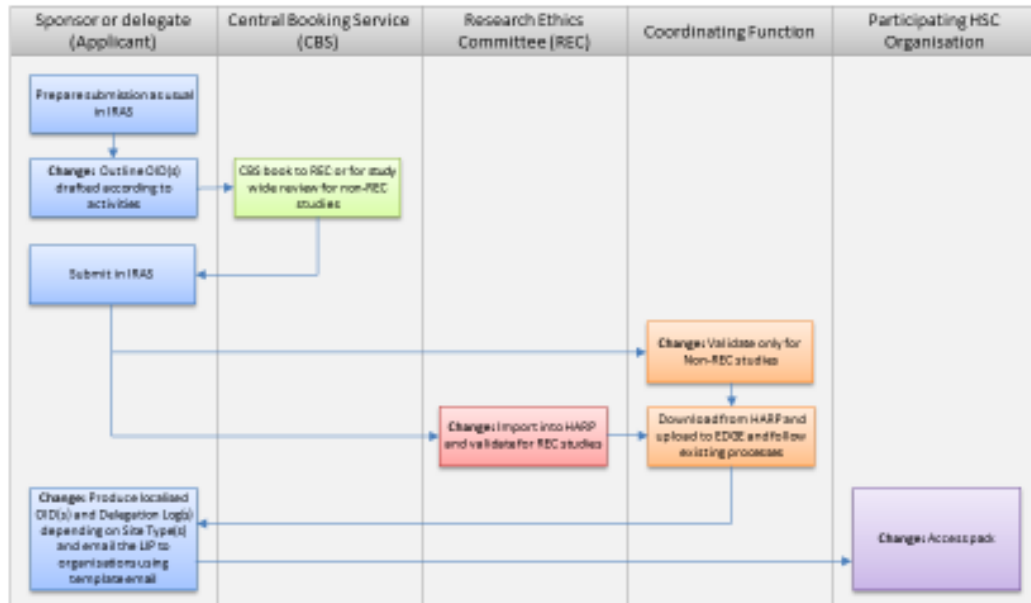 Sponsor or delegate
(Applicant)
Central Booking Service
(CBS)
Research Ethics
Committee (REC)
Coordinating Function
Participating HSC
Organisation
Prepare submission as usual
in IRAS
Change: Outline OID(s)
drafted according to
activities
CBS book to REC or for study
wide review for non-REC
studies
Submit in IRAS
Change: Validate only for
Non-REC studies
Change: Import into HARP
and validate for REC studies
Download from HARP and
upload to EDGE and follow
existing processes
Change: Produce localised
OID(s) and Delegation Log(s)
depending on Site Type(s)
and email the LIP to
organisations using
template email
Change: Access pack